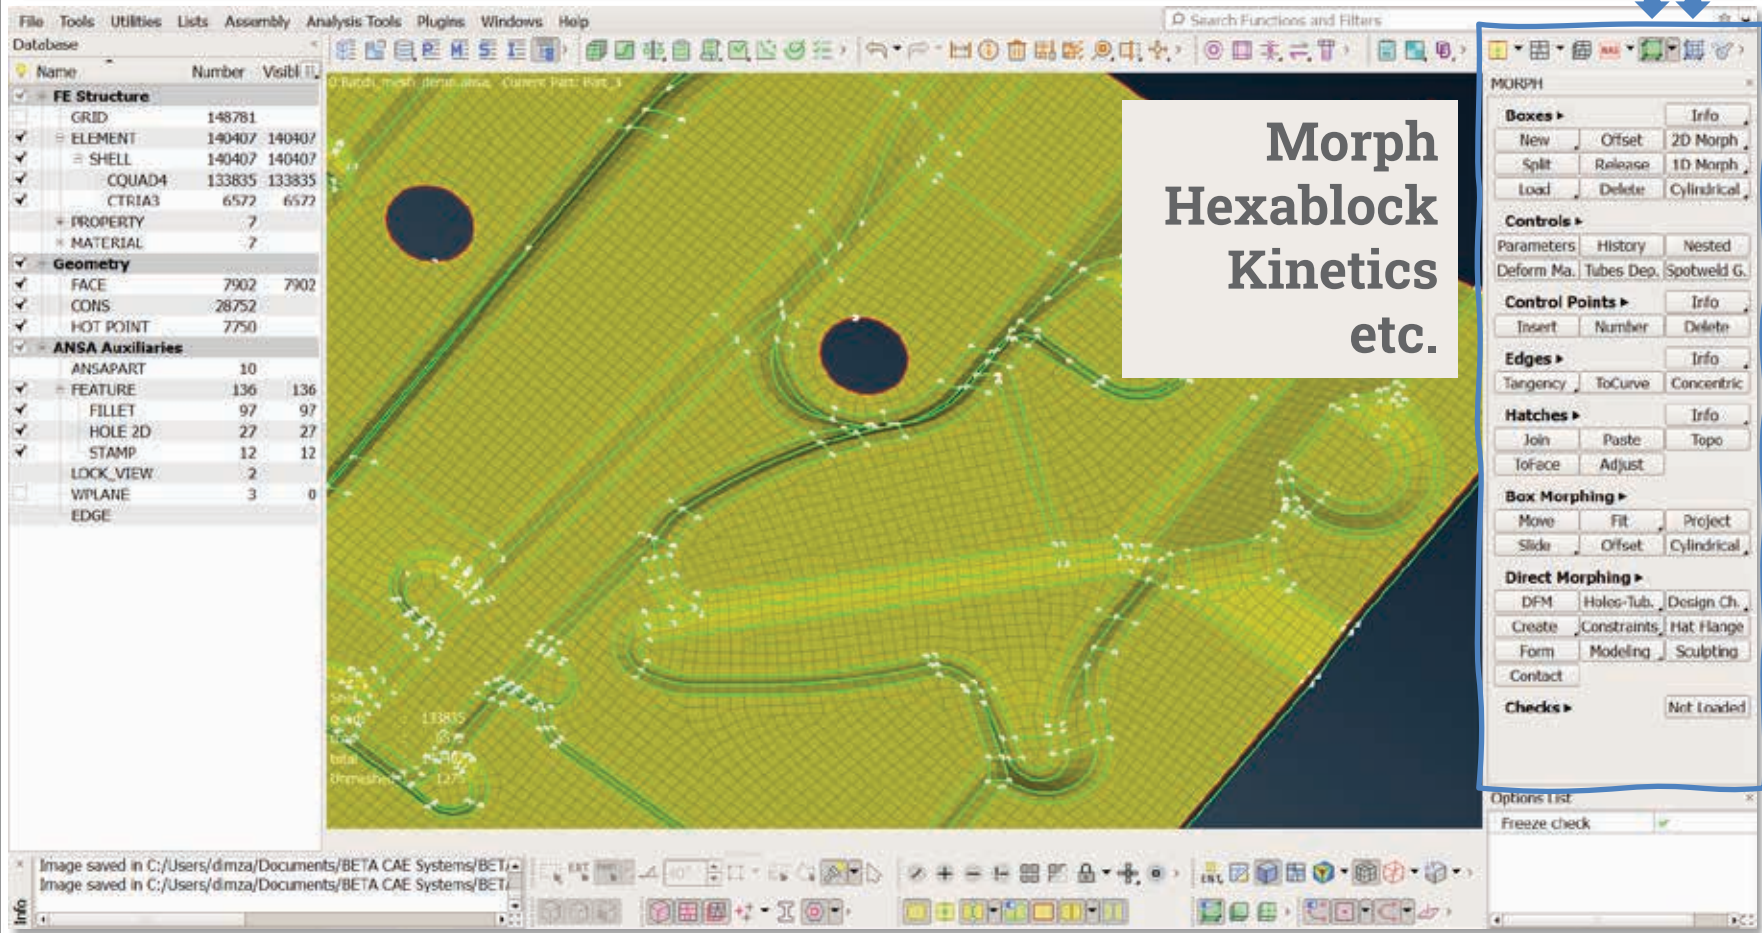 File Tools Utilities Lists Assembly Analysis Tools Plugins Windows Help
Search Functions and Filters
Database
Name Number Visibl
FE Structure
GRID 148781
ELEMENT 140407 140407
SHELL 140407 140407
CQUAD4 133835 133835
CTRIA3 6572 6572
PROPERTY 7
MATERIAL 7
Geometry
FACE 7902 7902
CONS 28752
HOT POINT 7750
ANSA Auxiliaries
ANSAPART 10
FEATURE 136 136
FILLET 97 97
HOLE 2D 27 27
STAMP 12 12
LOCK_VIEW 2
WPLANE 3 0
EDGE
Current Part: Part_3
133835
total
Unmeshed : 1275
Morph
Hexablock
Kinetics
etc.
MORPH
Boxes Info
New Offset 2D Morph
Split Release 1D Morph
Load Delete Cylindrical
Controls
Parameters History Nested
Deform Ma. Tubes Dep. Spotweld G.
Control Points Info
Insert Number Delete
Edges Info
Tangency ToCurve Concentric
Hatches Info
Join Paste Topo
ToFace Adjust
Box Morphing
Move Fit Project
Slide Offset Cylindrical
Direct Morphing
DFM Holes-Tub. Design Ch.
Create Constraints Hat Flange
Form Modeling Sculpting
Contact
Checks Not Loaded
Options List
Freeze check
Image saved in C:/Users/dimza/Documents/BETA CAE Systems/BET
Image saved in C:/Users/dimza/Documents/BETA CAE Systems/BETA
Info